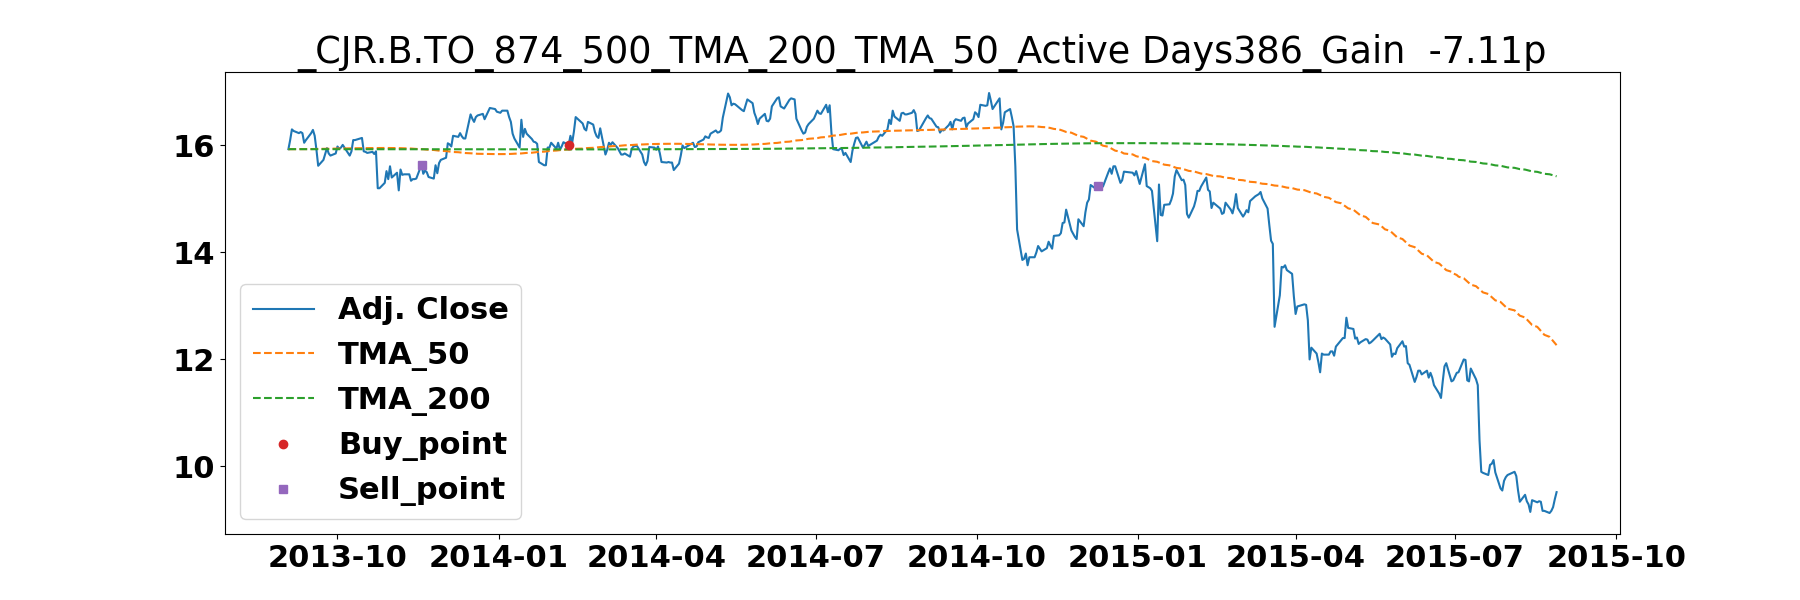 _CJR.B.TO_874_500_TMA_200_TMA_50_Active Days386_Gain  -7.11p
16
14
12
10
Adj. Close
TMA_50
TMA_200
Buy_point
Sell_point
2013-10 2014-01 2014-04 2014-07 2014-10 2015-01 2015-04 2015-07 2015-10